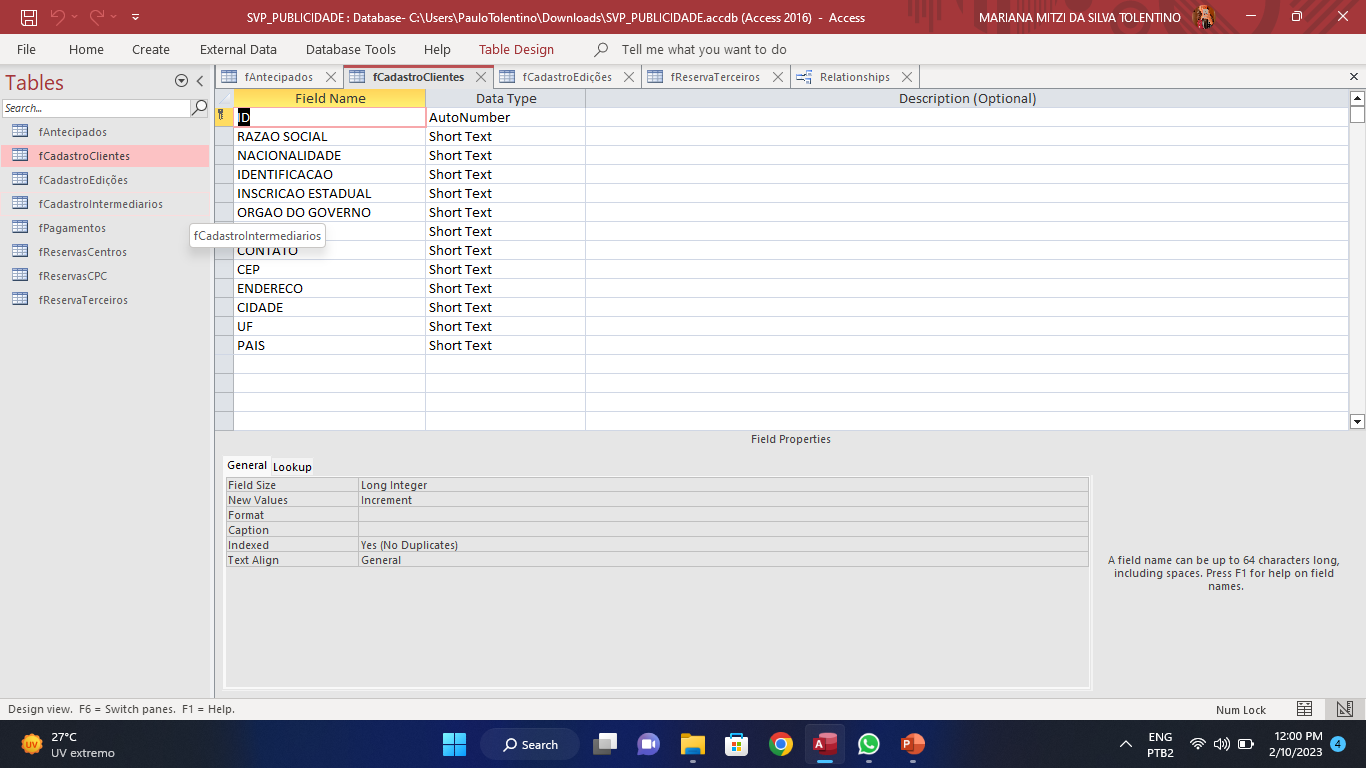 SVP_PUBLICIDADE : Database- C:\Users\PauloTolentino\Downloads\SVP_PUBLICIDADE.accdb (Access 2016) - Access
MARIANA MITZI DA SILVA TOLENTINO
File Home Create External Data Database Tools Help Table Design Tell me what you want to do
Tables
Search...
fAntecipados
fCadastroClientes
fCadastroEdições
fCadastroIntermediarios
fPagamentos
fReservasCentros
fReservasCPC
fReservaTerceiros
fCadastroIntermediarios
fAntecipados fCadastroClientes fCadastroEdições fReservaTerceiros Relationships
Field Name Data Type Description (Optional)
ID AutoNumber
RAZAO SOCIAL Short Text
NACIONALIDADE Short Text
IDENTIFICACAO Short Text
INSCRICAO ESTADUAL Short Text
ORGAO DO GOVERNO Short Text
Short Text
CONTATO Short Text
CEP Short Text
ENDERECO Short Text
CIDADE Short Text
UF Short Text
PAIS Short Text
Field Properties
General Lookup
Field Size Long Integer
New Values Increment
Format
Caption
Indexed Yes (No Duplicates)
Text Align General
A field name can be up to 64 characters long,
including spaces. Press F1 for help on field
names.
Design view. F6 = Switch panes. F1 = Help.
Num Lock
UV
27°C
UV extremo
Search
ENG
PTB2
12:00 PM
2/10/2023
4